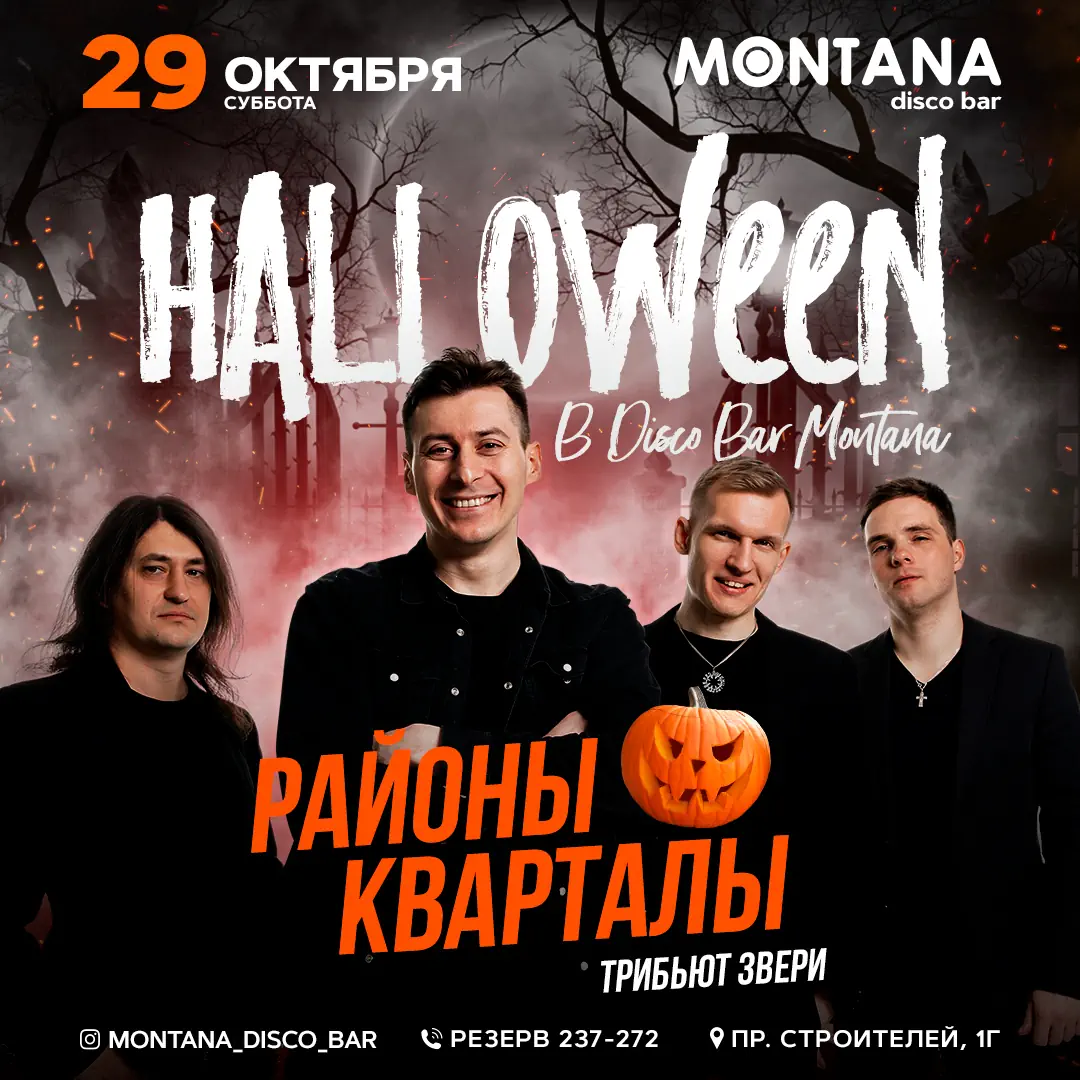 29 ОКТЯБРЯ
СУББОТА
MONTANA
disco bar
HALLOWEEN
В Disco Bar Montana
РАЙОНЫ
КВАРТАЛЫ
ТРИБЬЮТ ЗВЕРИ
MONTANA_DISCO_BAR
РЕЗЕРВ 237-272
ПР. СТРОИТЕЛЕЙ, 1Г